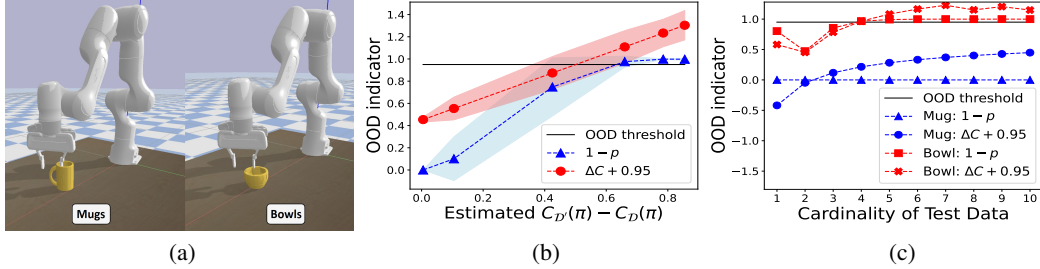 Mugs
Bowls
(a)
OOD indicator
1.4
1.2
1.0
0.8
0.6
0.4
0.2
0.0
OOD threshold
1 − p
ΔC + 0.95
0.0 0.2 0.4 0.6 0.8
Estimated C_{D′}(π) − C_D(π)
(b)
OOD indicator
1.0
0.5
0.0
−0.5
−1.0
−1.5
OOD threshold
Mug: 1 − p
Mug: ΔC + 0.95
Bowl: 1 − p
Bowl: ΔC + 0.95
1 2 3 4 5 6 7 8 9 10
Cardinality of Test Data
(c)